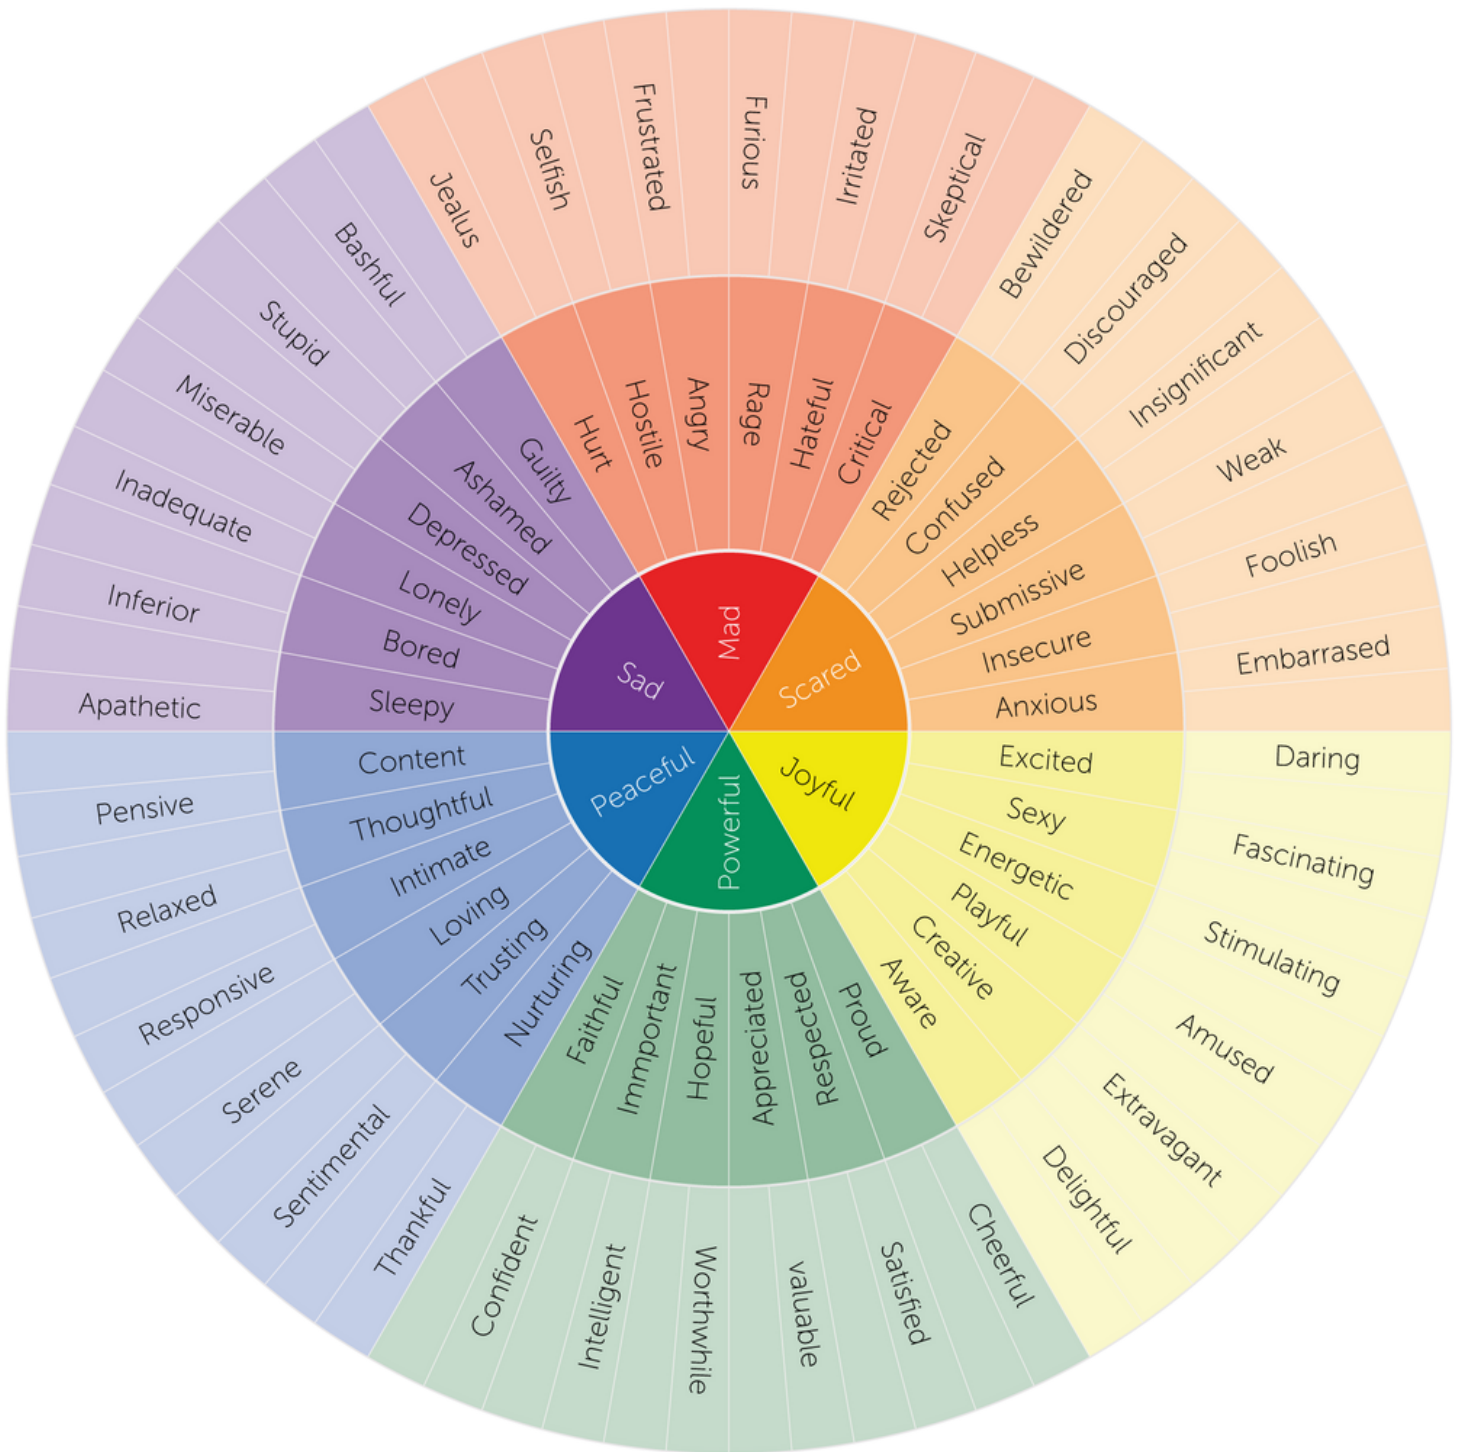 Mad
Scared
Joyful
Powerful
Peaceful
Sad
Hurt
Hostile
Angry
Rage
Hateful
Critical
Rejected
Confused
Helpless
Submissive
Insecure
Anxious
Excited
Sexy
Energetic
Playful
Creative
Aware
Proud
Respected
Appreciated
Hopeful
Immportant
Faithful
Nurturing
Trusting
Loving
Intimate
Thoughtful
Content
Sleepy
Bored
Lonely
Depressed
Ashamed
Guilty
Jealus
Selfish
Frustrated
Furious
Irritated
Skeptical
Bewildered
Discouraged
Insignificant
Weak
Foolish
Embarrased
Daring
Fascinating
Stimulating
Amused
Extravagant
Delightful
Cheerful
Satisfied
valuable
Worthwhile
Intelligent
Confident
Thankful
Sentimental
Serene
Responsive
Relaxed
Pensive
Apathetic
Inferior
Inadequate
Miserable
Stupid
Bashful